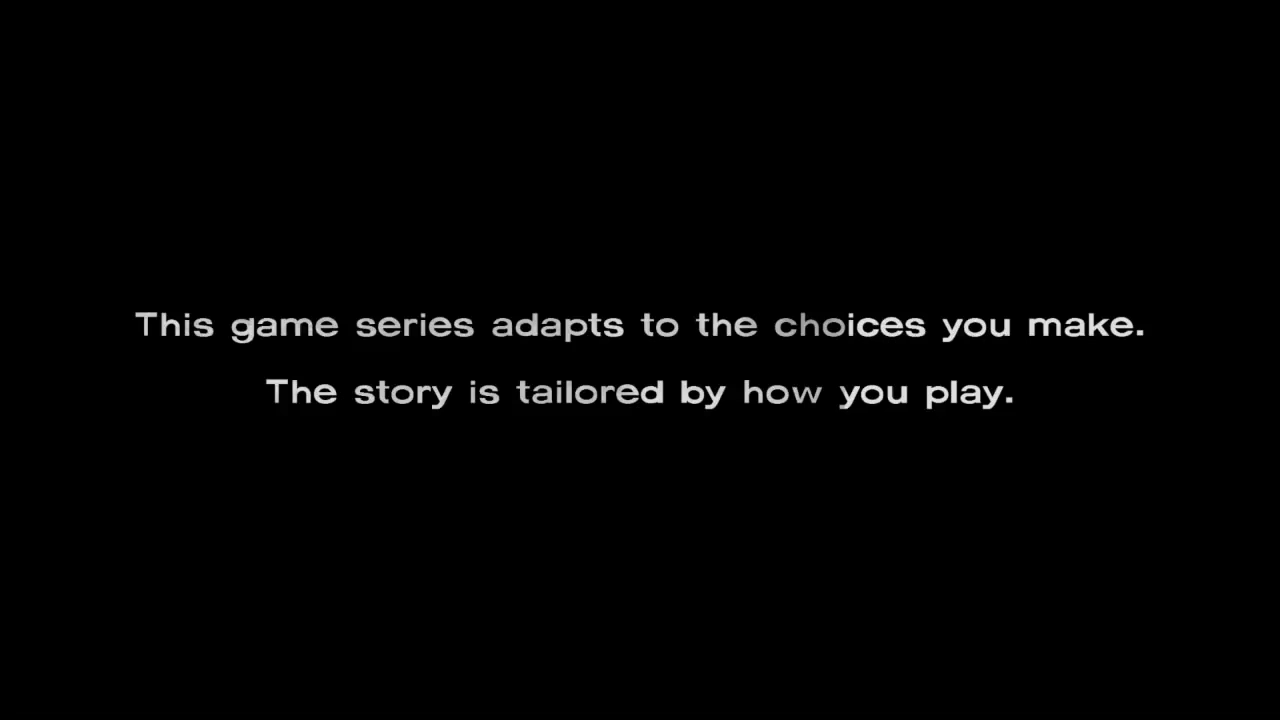 This game series adapts to the choices you make.
The story is tailored by how you play.